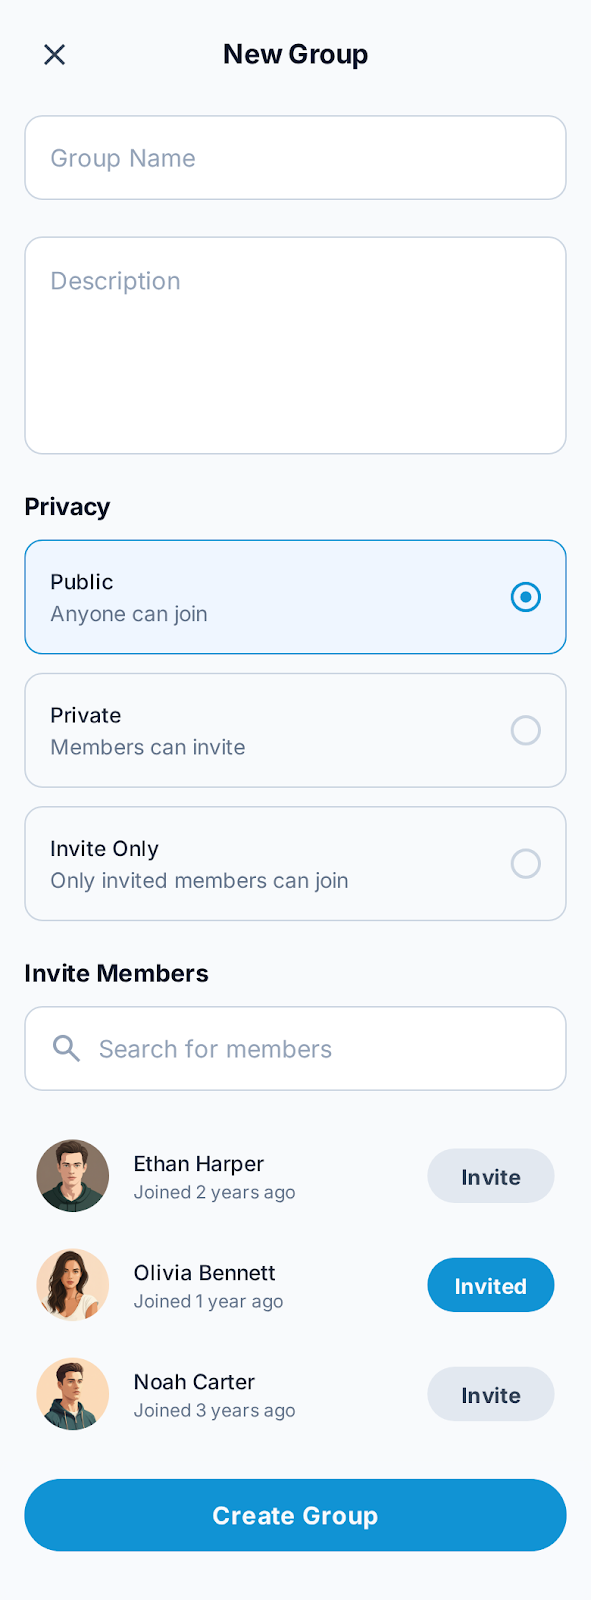 New Group
Group Name
Description
Privacy
Public
Anyone can join
Private
Members can invite
Invite Only
Only invited members can join
Invite Members
Search for members
Ethan Harper
Joined 2 years ago
Invite
Olivia Bennett
Joined 1 year ago
Invited
Noah Carter
Joined 3 years ago
Invite
Create Group